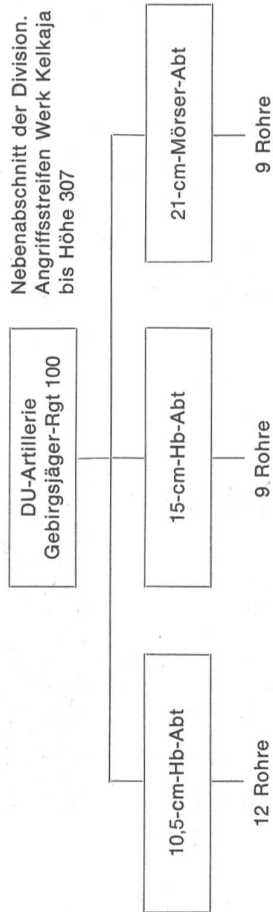 Nebenabschnitt der Division.
Angriffsstreifen Werk Kelkaja
bis Höhe 307
DU-Artillerie
Gebirgsjäger-Rgt 100
10,5-cm-Hb-Abt
15-cm-Hb-Abt
21-cm-Mörser-Abt
12 Rohre
9 Rohre
9 Rohre